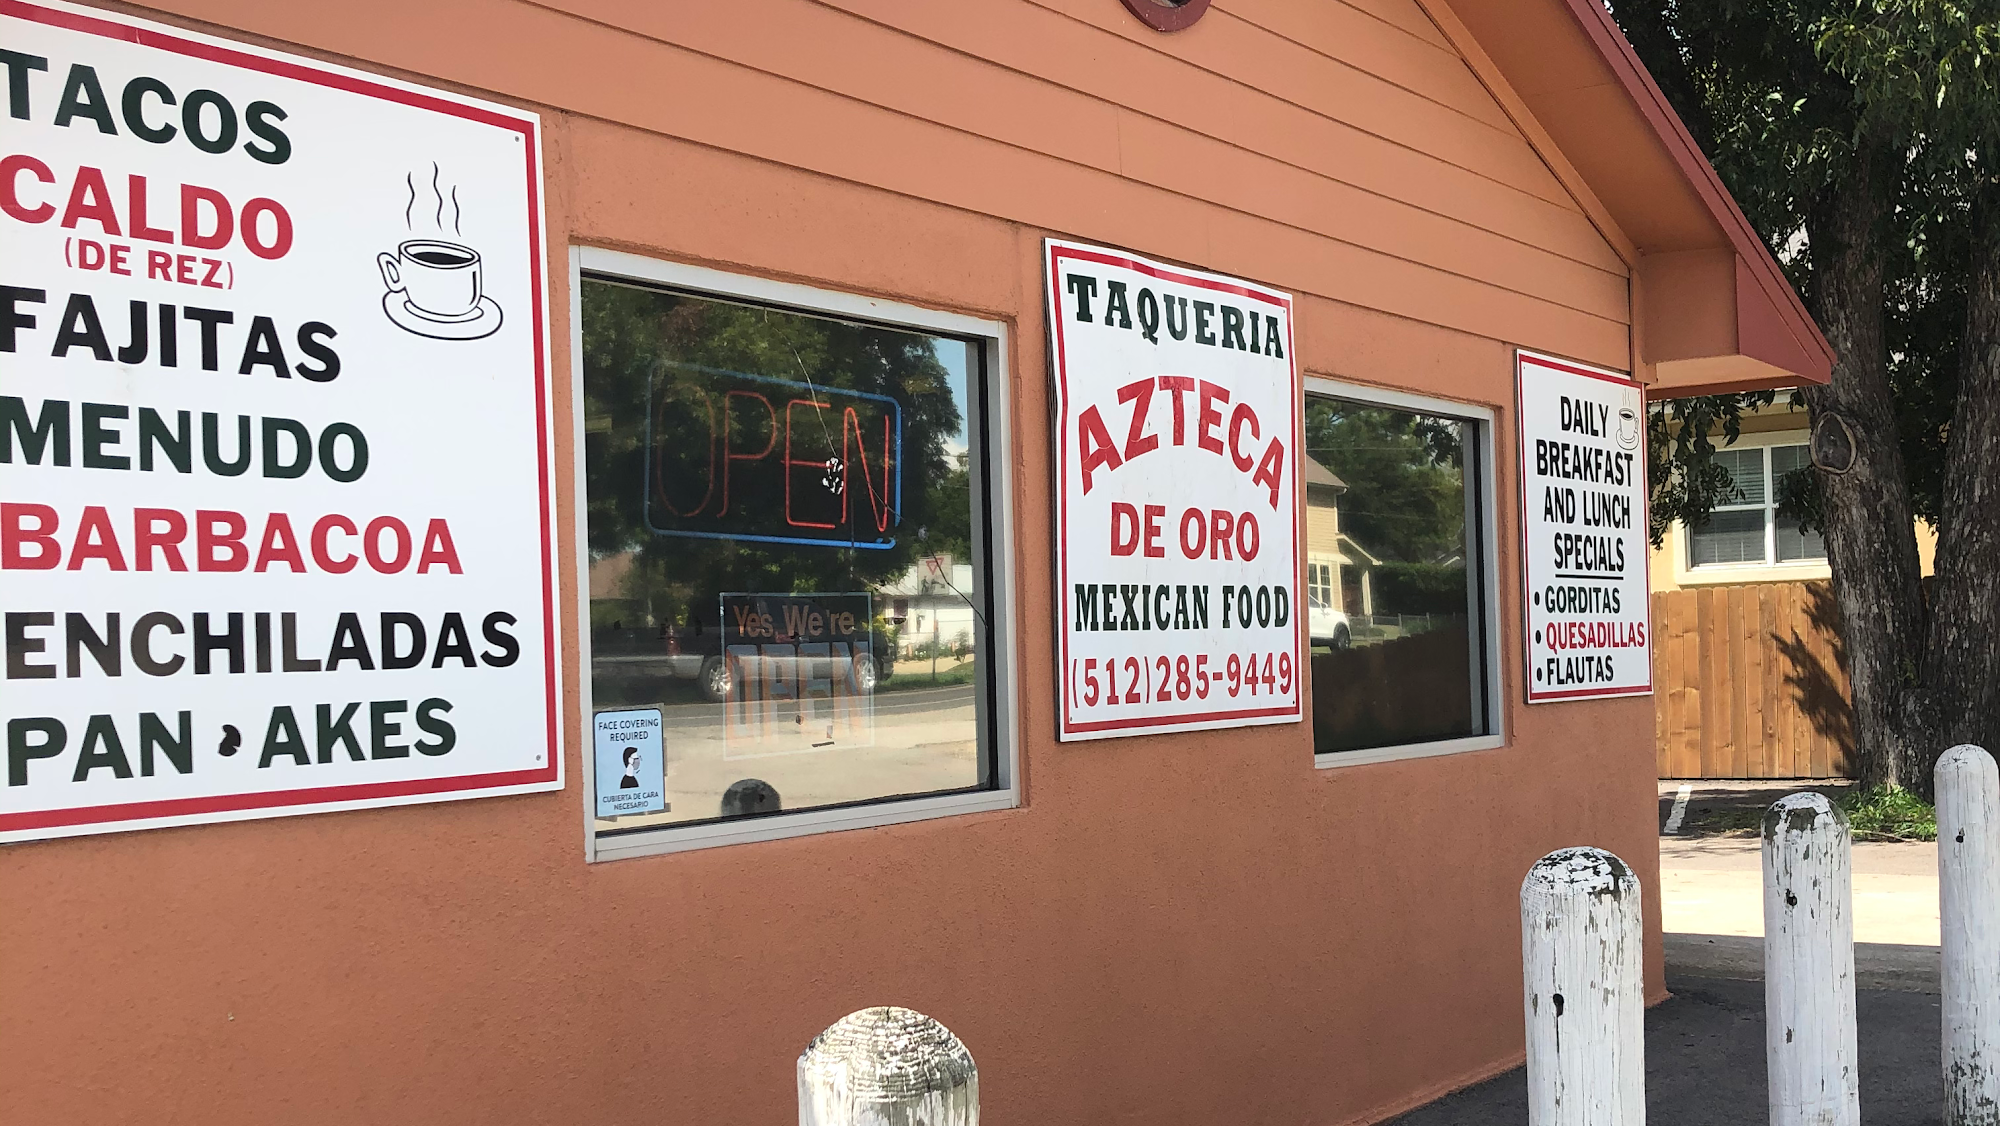 TACOS
CALDO
(DE REZ)
FAJITAS
MENUDO
BARBACOA
ENCHILADAS
PAN AKES
OPEN
Yes We're
OPEN
FACE COVERING
REQUIRED
CUBIERTA DE CARA
NECESARIO
TAQUERIA
AZTECA
DE ORO
MEXICAN FOOD
(512)285-9449
DAILY
BREAKFAST
AND LUNCH
SPECIALS
• GORDITAS
• QUESADILLAS
• FLAUTAS